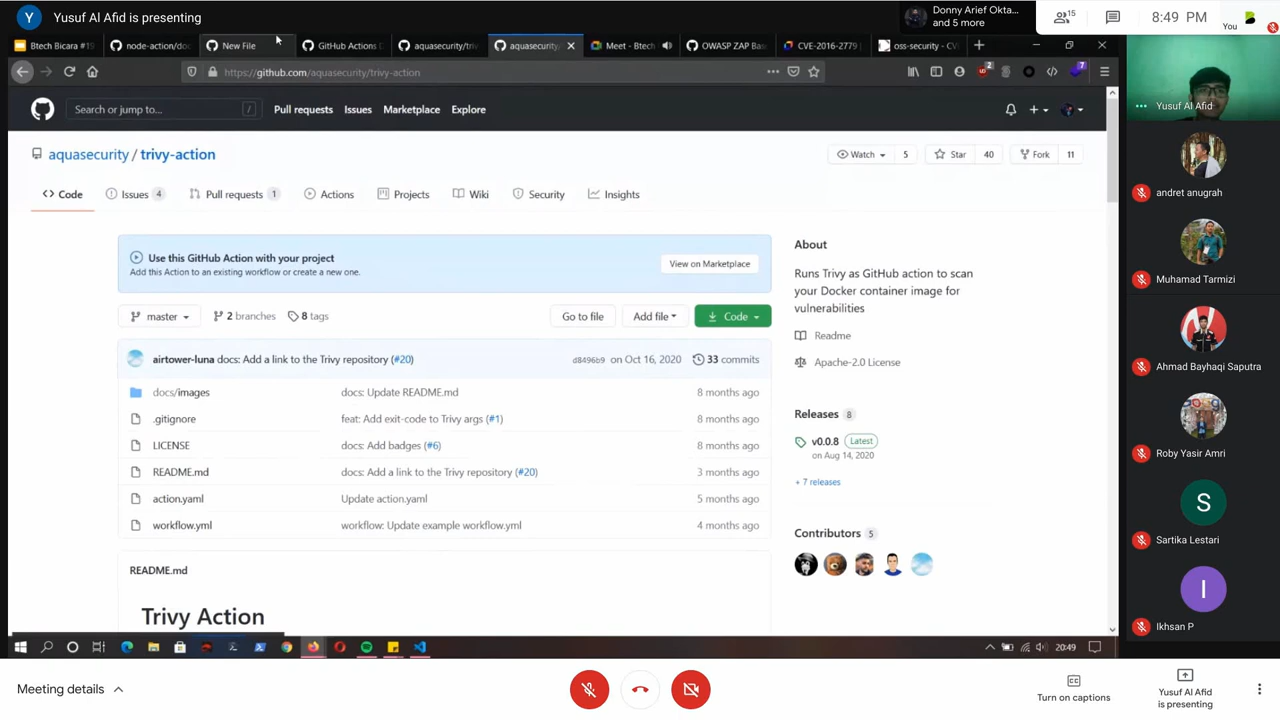 Y Yusuf Al Afid is presenting
Donny Arief Okta...
and 5 more
15
8:49 PM
You
Btech Bicara #19
node-action/doc
New File
GitHub Actions D
aquasecurity/triv
aquasecurity/
Meet - Btech
OWASP ZAP Base
CVE-2016-2779 |
oss-security - CV
https://github.com/aquasecurity/trivy-action
2
7
Search or jump to... /
Pull requests
Issues
Marketplace
Explore
aquasecurity / trivy-action
Watch 5
Star 40
Fork 11
Code
Issues 4
Pull requests 1
Actions
Projects
Wiki
Security
Insights
Use this GitHub Action with your project
Add this Action to an existing workflow or create a new one.
View on Marketplace
master
2 branches
8 tags
Go to file
Add file
Code
airtower-luna docs: Add a link to the Trivy repository (#20)
d8496b9 on Oct 16, 2020
33 commits
docs/images docs: Update README.md 8 months ago
.gitignore feat: Add exit-code to Trivy args (#1) 8 months ago
LICENSE docs: Add badges (#6) 8 months ago
README.md docs: Add a link to the Trivy repository (#20) 3 months ago
action.yaml Update action.yaml 5 months ago
workflow.yml workflow: Update example workflow.yml 4 months ago
README.md
Trivy Action
About
Runs Trivy as GitHub action to scan
your Docker container image for
vulnerabilities
Readme
Apache-2.0 License
Releases 8
v0.0.8 Latest
on Aug 14, 2020
+ 7 releases
Contributors 5
20:49
Yusuf Al Afid
andret anugrah
Muhamad Tarmizi
Ahmad Bayhaqi Saputra
Roby Yasir Amri
S
Sartika Lestari
I
Ikhsan P
Meeting details
Turn on captions
Yusuf Al Afid
is presenting